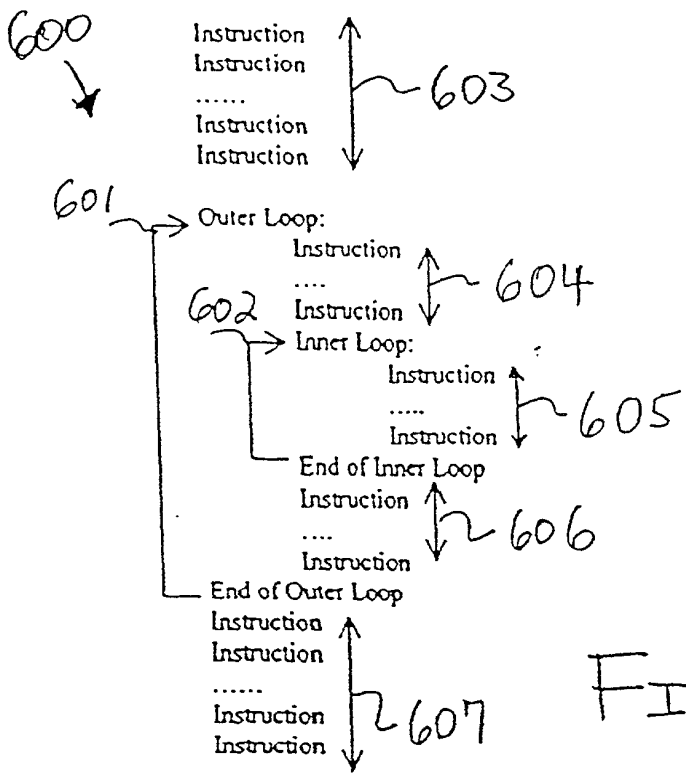 600
Instruction
Instruction
......
Instruction
Instruction
603
601
Outer Loop:
Instruction
....
Instruction
604
602
Inner Loop:
Instruction
.....
Instruction
605
End of Inner Loop
Instruction
....
Instruction
606
End of Outer Loop
Instruction
Instruction
......
Instruction
Instruction
607
FI